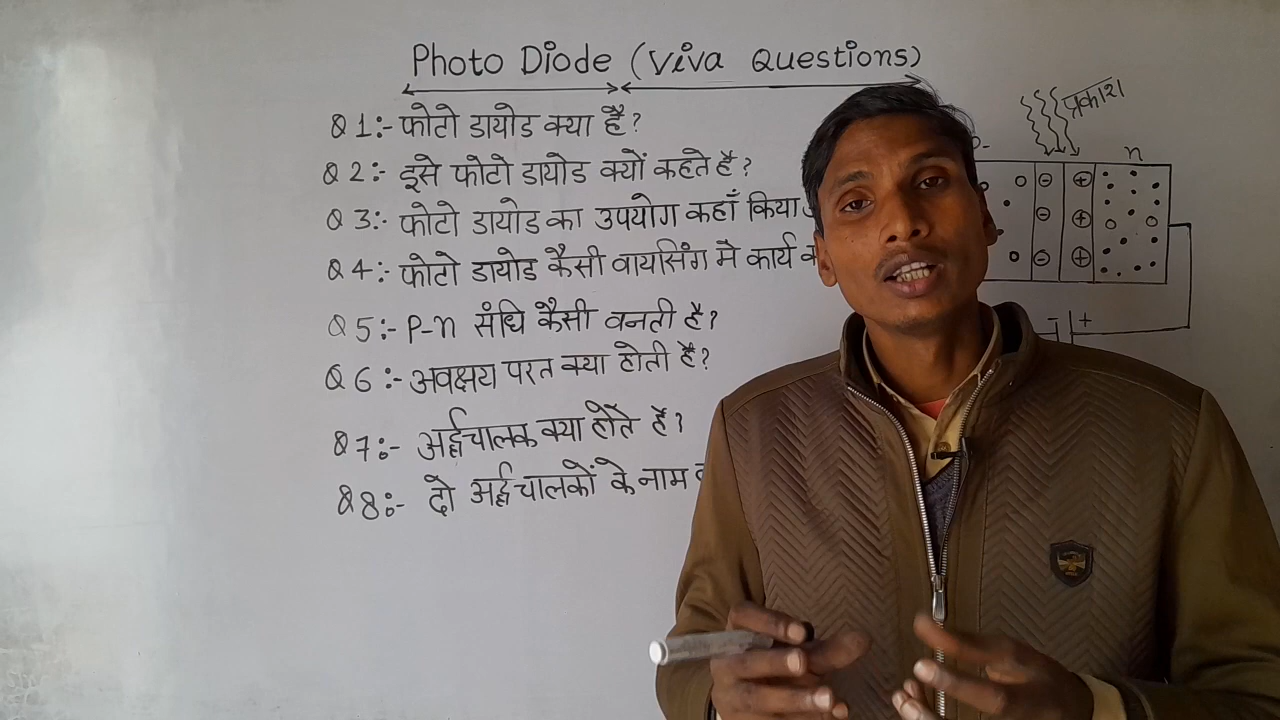 Photo Diode (Viva Questions)
Q 1:- फोटो डायोड क्या है?
Q 2:- इसे फोटो डायोड क्यों कहते है?
Q 3:- फोटो डायोड का उपयोग कहाँ किया
Q 4:- फोटो डायोड कैसी वायसिंग मे कार्य
Q 5:- P-n संधि कैसी वनती है?
Q 6:- अवक्षय परत क्या होती है?
Q 7:- अर्द्धचालक क्या होते है?
Q 8:- दो अर्द्धचालकों के नाम
प्रकाश
n
- +